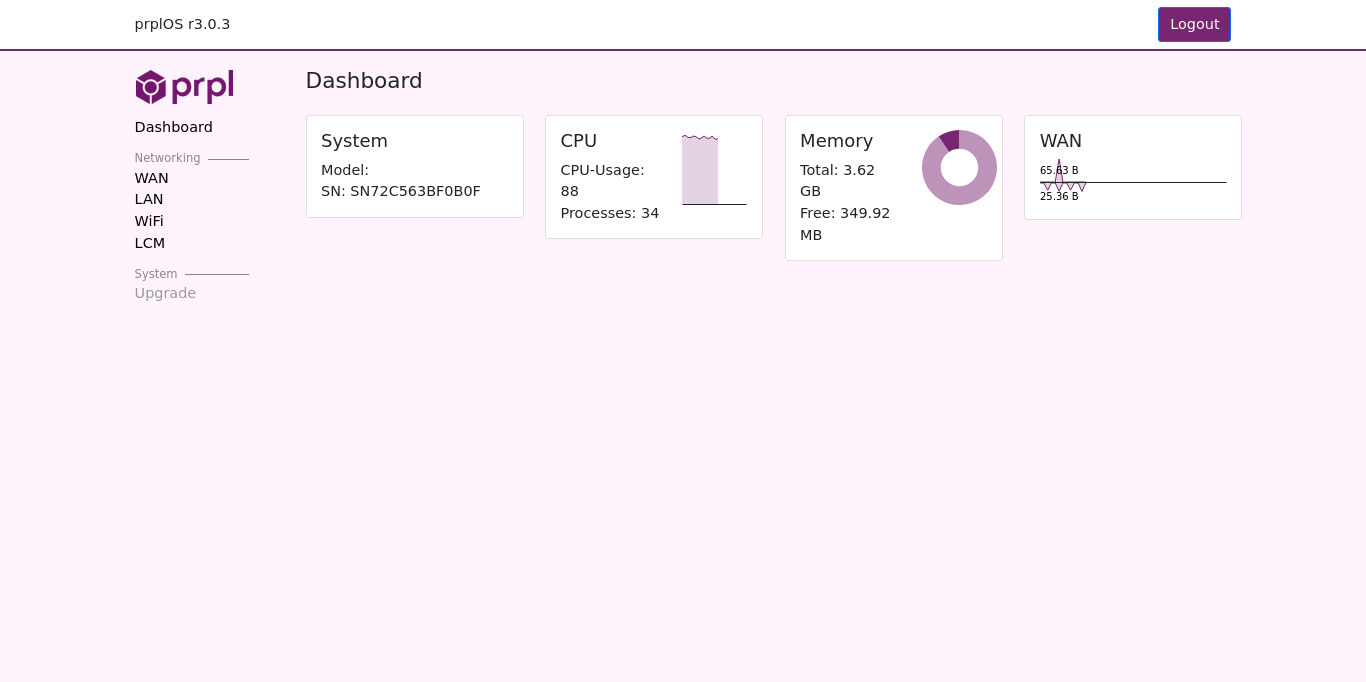 prplOS r3.0.3
Logout
prpl
Dashboard
Networking
WAN
LAN
WiFi
LCM
System
Upgrade
Dashboard
System
Model:
SN: SN72C563BF0B0F
CPU
CPU-Usage:
88
Processes: 34
Memory
Total: 3.62
GB
Free: 349.92
MB
WAN
65.63 B
25.36 B